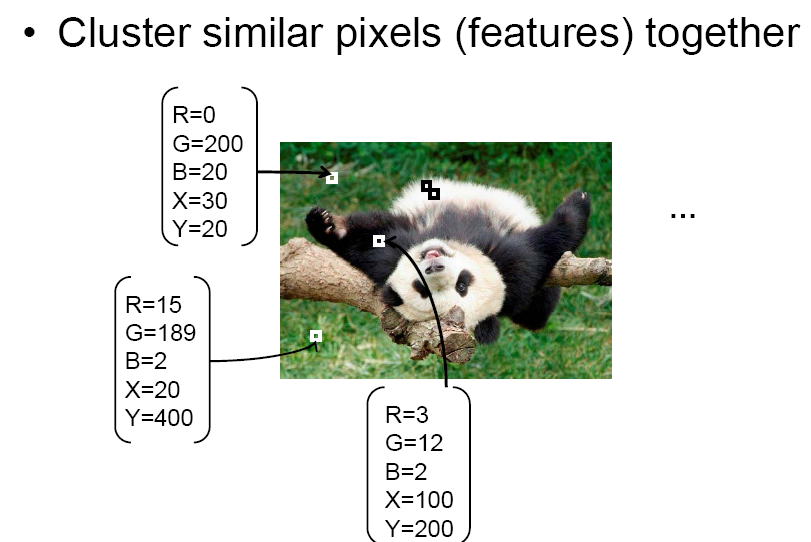 • Cluster similar pixels (features) together
R=0
G=200
B=20
X=30
Y=20
...
R=15
G=189
B=2
X=20
Y=400
R=3
G=12
B=2
X=100
Y=200